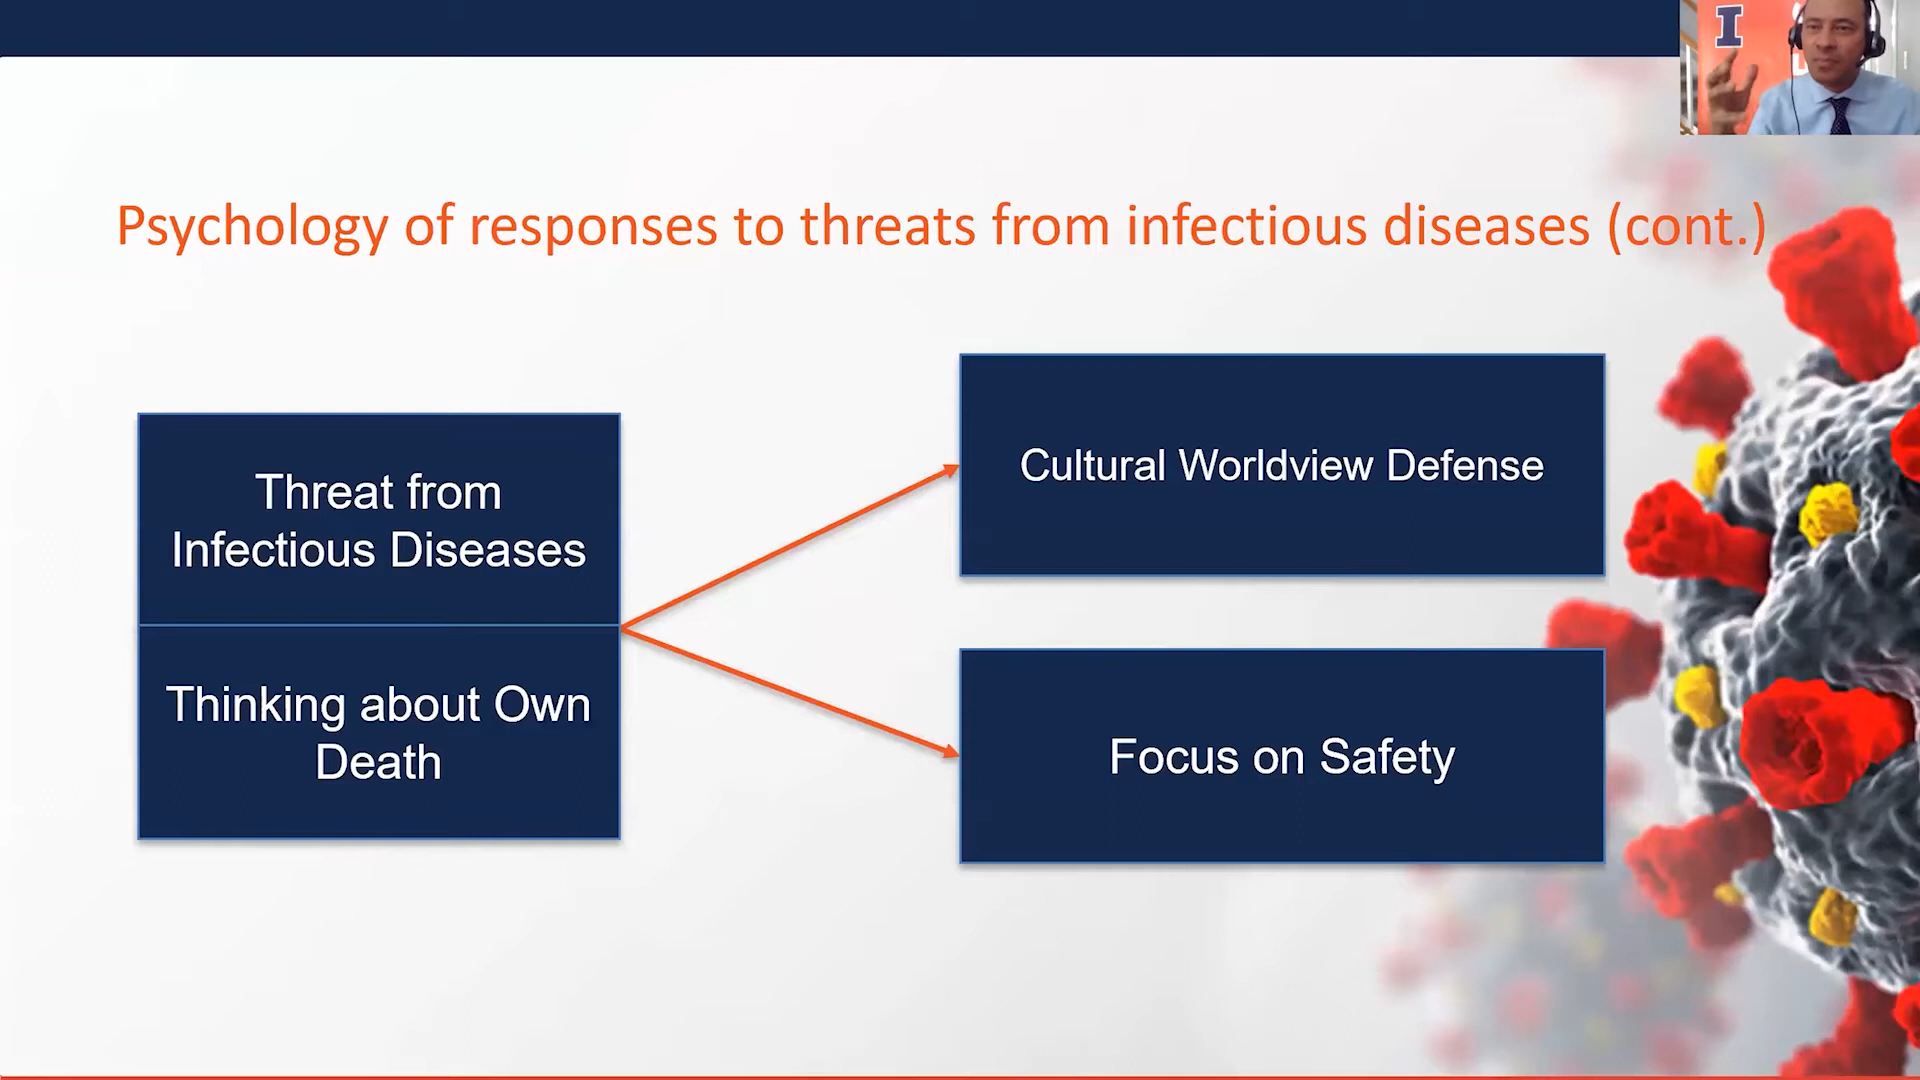 I
Psychology of responses to threats from infectious diseases (cont.)
Threat from
Infectious Diseases
Thinking about Own
Death
Cultural Worldview Defense
Focus on Safety